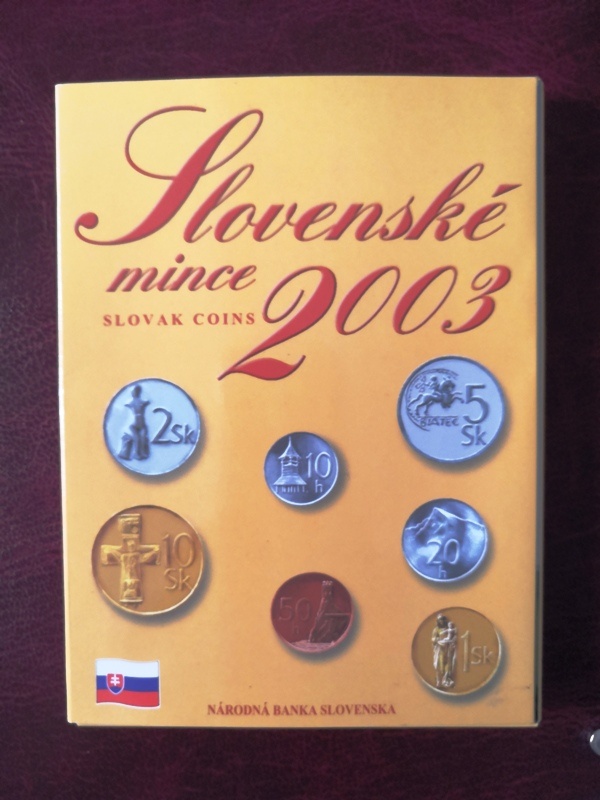 Slovenské
mince 2003
SLOVAK COINS
2 Sk
BIATEC
5
Sk
10
h
10
Sk
20
h
50
1 Sk
NÁRODNÁ BANKA SLOVENSKA